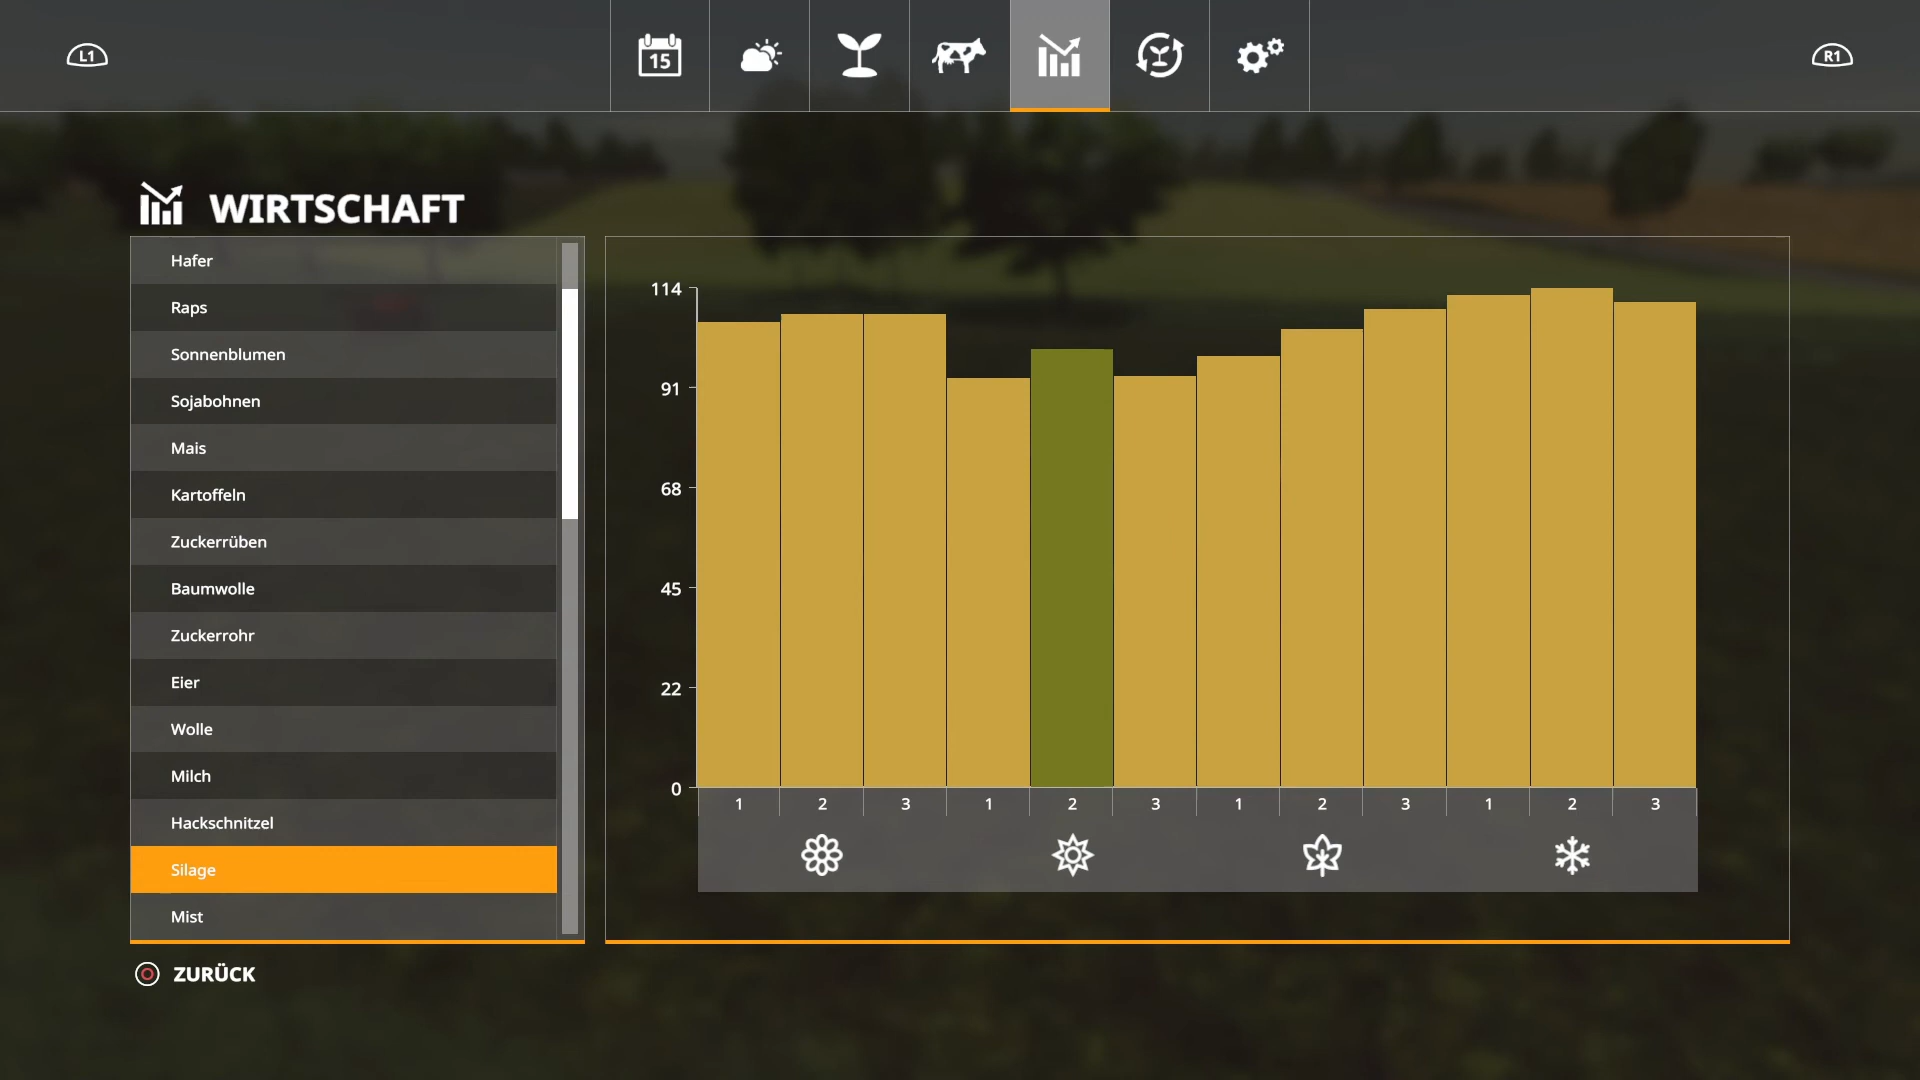 L1
15
R1
WIRTSCHAFT
Hafer
Raps
Sonnenblumen
Sojabohnen
Mais
Kartoffeln
Zuckerrüben
Baumwolle
Zuckerrohr
Eier
Wolle
Milch
Hackschnitzel
Silage
Mist
114
91
68
45
22
0
1 2 3 1 2 3 1 2 3 1 2 3
ZURÜCK